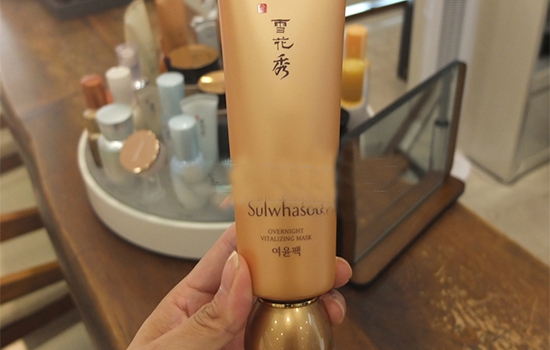 雪
花
秀
Sulwhasoo
OVERNIGHT
VITALIZING MASK
여윤팩